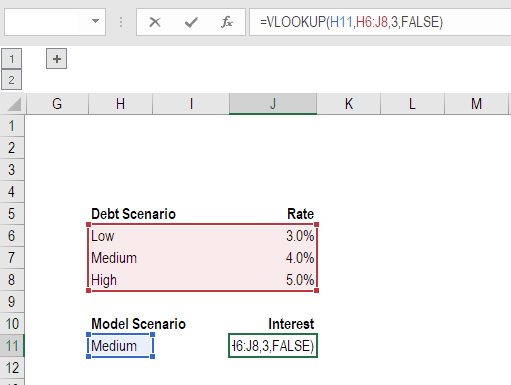 fx =VLOOKUP(H11,H6:J8,3,FALSE)
1
2
G H I J K L M
1
2
3
4
5 Debt Scenario Rate
6 Low 3.0%
7 Medium 4.0%
8 High 5.0%
9
10 Model Scenario Interest
11 Medium H6:J8,3,FALSE)
12